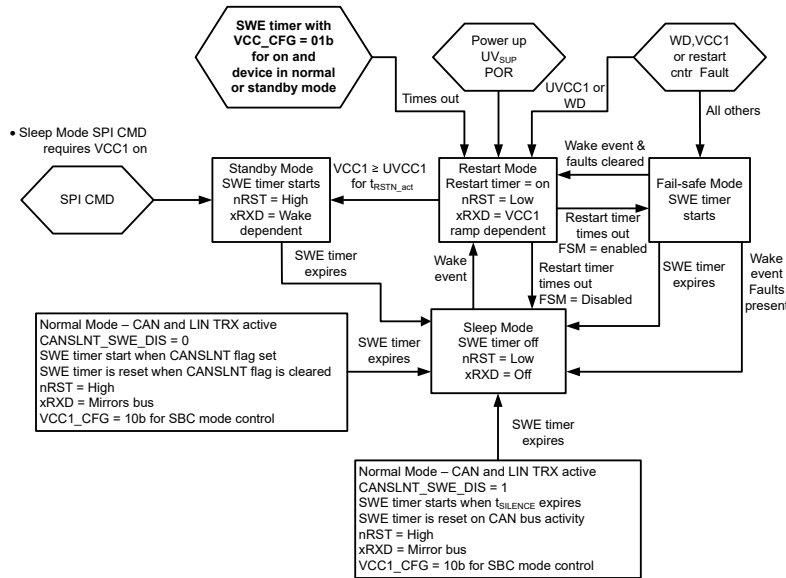 SWE timer with
VCC_CFG = 01b
for on and
device in normal
or standby mode
Power up
UVSUP
POR
WD,VCC1
or restart
cntr Fault
Times out
UVCC1 or
WD
All others
• Sleep Mode SPI CMD
requires VCC1 on
SPI CMD
Standby Mode
SWE timer starts
nRST = High
xRXD = Wake
dependent
VCC1 ≥ UVCC1
for tRSTN_act
Restart Mode
Restart timer = on
nRST = Low
xRXD = VCC1
ramp dependent
Wake event &
faults cleared
Restart timer
times out
FSM = enabled
Fail-safe Mode
SWE timer
starts
SWE timer
expires
Wake
event
Restart timer
times out
FSM = Disabled
SWE timer
expires
Wake
event
Faults
present
Normal Mode – CAN and LIN TRX active
CANSLNT_SWE_DIS = 0
SWE timer start when CANSLNT flag set
SWE timer is reset when CANSLNT flag is cleared
nRST = High
xRXD = Mirrors bus
VCC1_CFG = 10b for SBC mode control
SWE timer
expires
Sleep Mode
SWE timer off
nRST = Low
xRXD = Off
SWE timer
expires
Normal Mode – CAN and LIN TRX active
CANSLNT_SWE_DIS = 1
SWE timer starts when tSILENCE expires
SWE timer is reset on CAN bus activity
nRST = High
xRXD = Mirror bus
VCC1_CFG = 10b for SBC mode control